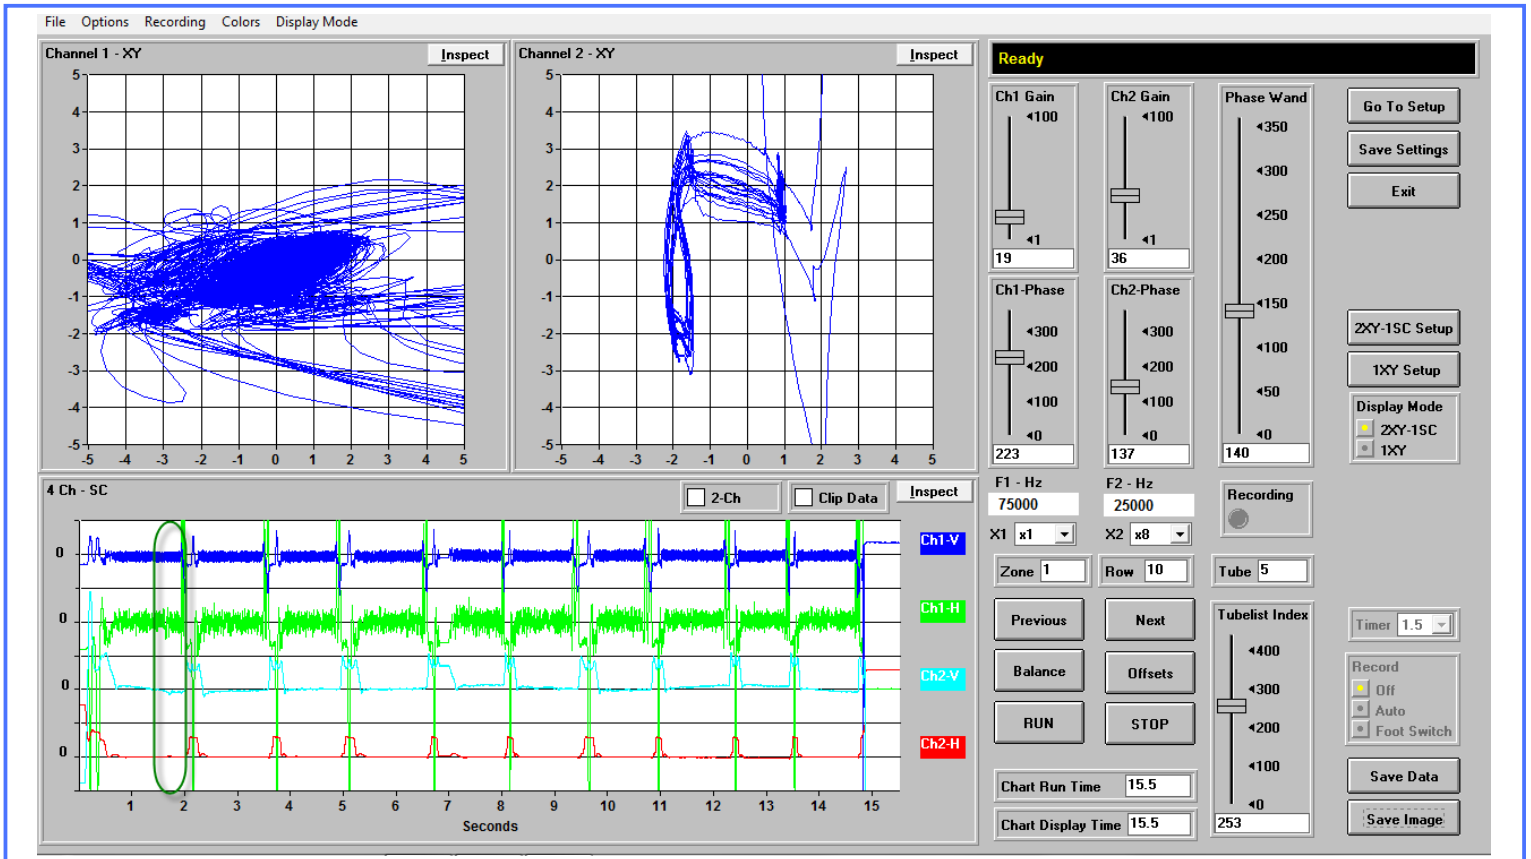 File Options Recording Colors Display Mode
Channel 1 - XY Inspect
5
4
3
2
1
0
-1
-2
-3
-4
-5
-5 -4 -3 -2 -1 0 1 2 3 4 5
Channel 2 - XY Inspect
5
4
3
2
1
0
-1
-2
-3
-4
-5
-5 -4 -3 -2 -1 0 1 2 3 4 5
4 Ch - SC 2-Ch Clip Data Inspect
0
0
0
0
Ch1-V
Ch1-H
Ch2-V
Ch2-H
1 2 3 4 5 6 7 8 9 10 11 12 13 14 15
Seconds
Ready
Ch1 Gain
100
1
19
Ch2 Gain
100
1
36
Phase Wand
350
300
250
200
150
100
50
0
140
Ch1-Phase
300
200
100
0
223
Ch2-Phase
300
200
100
0
137
Go To Setup
Save Settings
Exit
2XY-1SC Setup
1XY Setup
Display Mode
2XY-1SC
1XY
F1 - Hz
75000
F2 - Hz
25000
Recording
X1 x1
X2 x8
Zone 1 Row 10 Tube 5
Previous Next
Balance Offsets
RUN STOP
Chart Run Time 15.5
Chart Display Time 15.5
Tubelist Index
400
300
200
100
0
253
Timer 1.5
Record
Off
Auto
Foot Switch
Save Data
Save Image